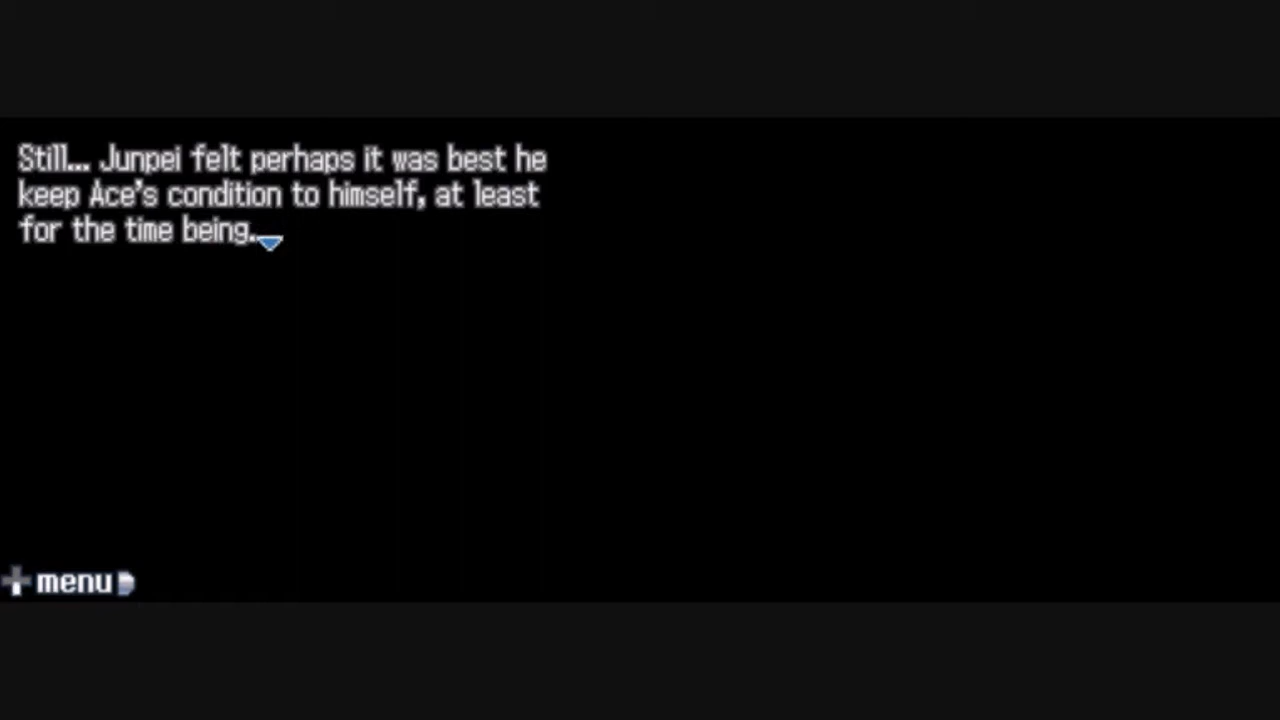 Still... Junpei felt perhaps it was best he
keep Ace's condition to himself, at least
for the time being.
menu